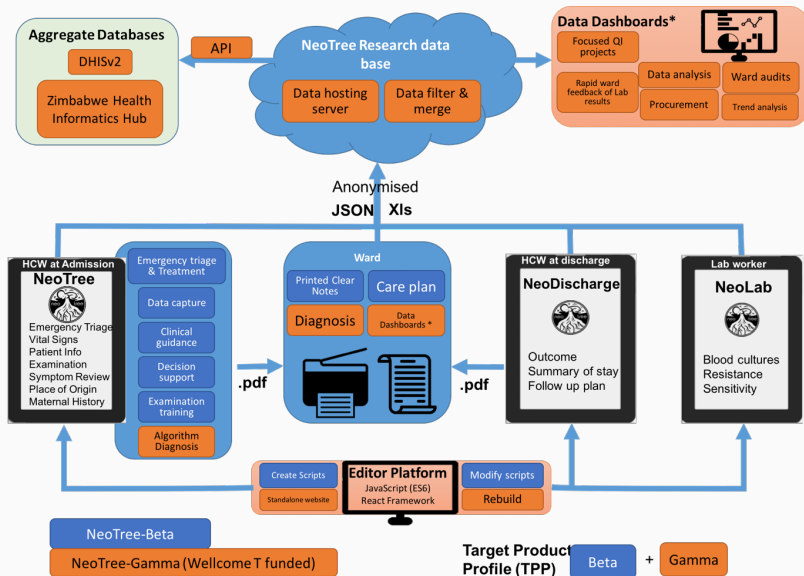 Aggregate Databases
DHISv2
Zimbabwe Health
Informatics Hub
API
NeoTree Research data
base
Data hosting
server
Data filter &
merge
Data Dashboards*
Focused QI
projects
Rapid ward
feedback of Lab
results
Data analysis
Ward audits
Procurement
Trend analysis
Anonymised
JSON Xls
HCW at Admission
NeoTree
neo tree
Emergency Triage
Vital Signs
Patient Info
Examination
Symptom Review
Place of Origin
Maternal History
Emergency triage
& Treatment
Data capture
Clinical
guidance
Decision
support
Examination
training
Algorithm
Diagnosis
.pdf
Ward
Printed Clear
Notes
Care plan
Diagnosis
Data
Dashboards *
.pdf
HCW at discharge
NeoDischarge
neo tree
Outcome
Summary of stay
Follow up plan
Lab worker
NeoLab
neo tree
Blood cultures
Resistance
Sensitivity
Create Scripts
Standalone website
Editor Platform
JavaScript (ES6)
React Framework
Modify scripts
Rebuild
NeoTree-Beta
NeoTree-Gamma (Wellcome T funded)
Target Product
Profile (TPP)
Beta
+
Gamma